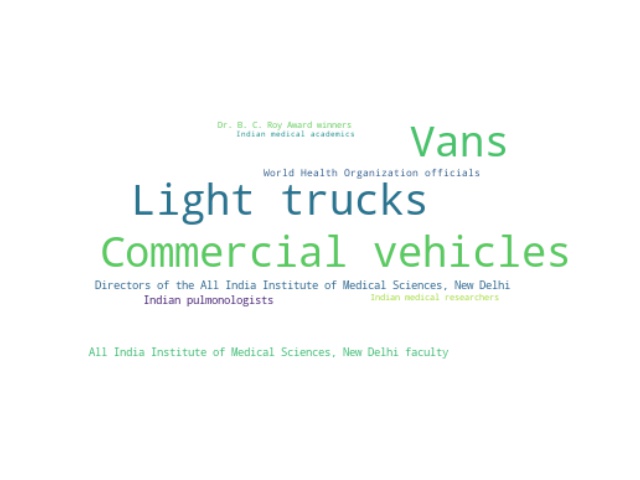 Dr. B. C. Roy Award winners
Indian medical academics
Vans
World Health Organization officials
Light trucks
Commercial vehicles
Directors of the All India Institute of Medical Sciences, New Delhi
Indian pulmonologists
Indian medical researchers
All India Institute of Medical Sciences, New Delhi faculty